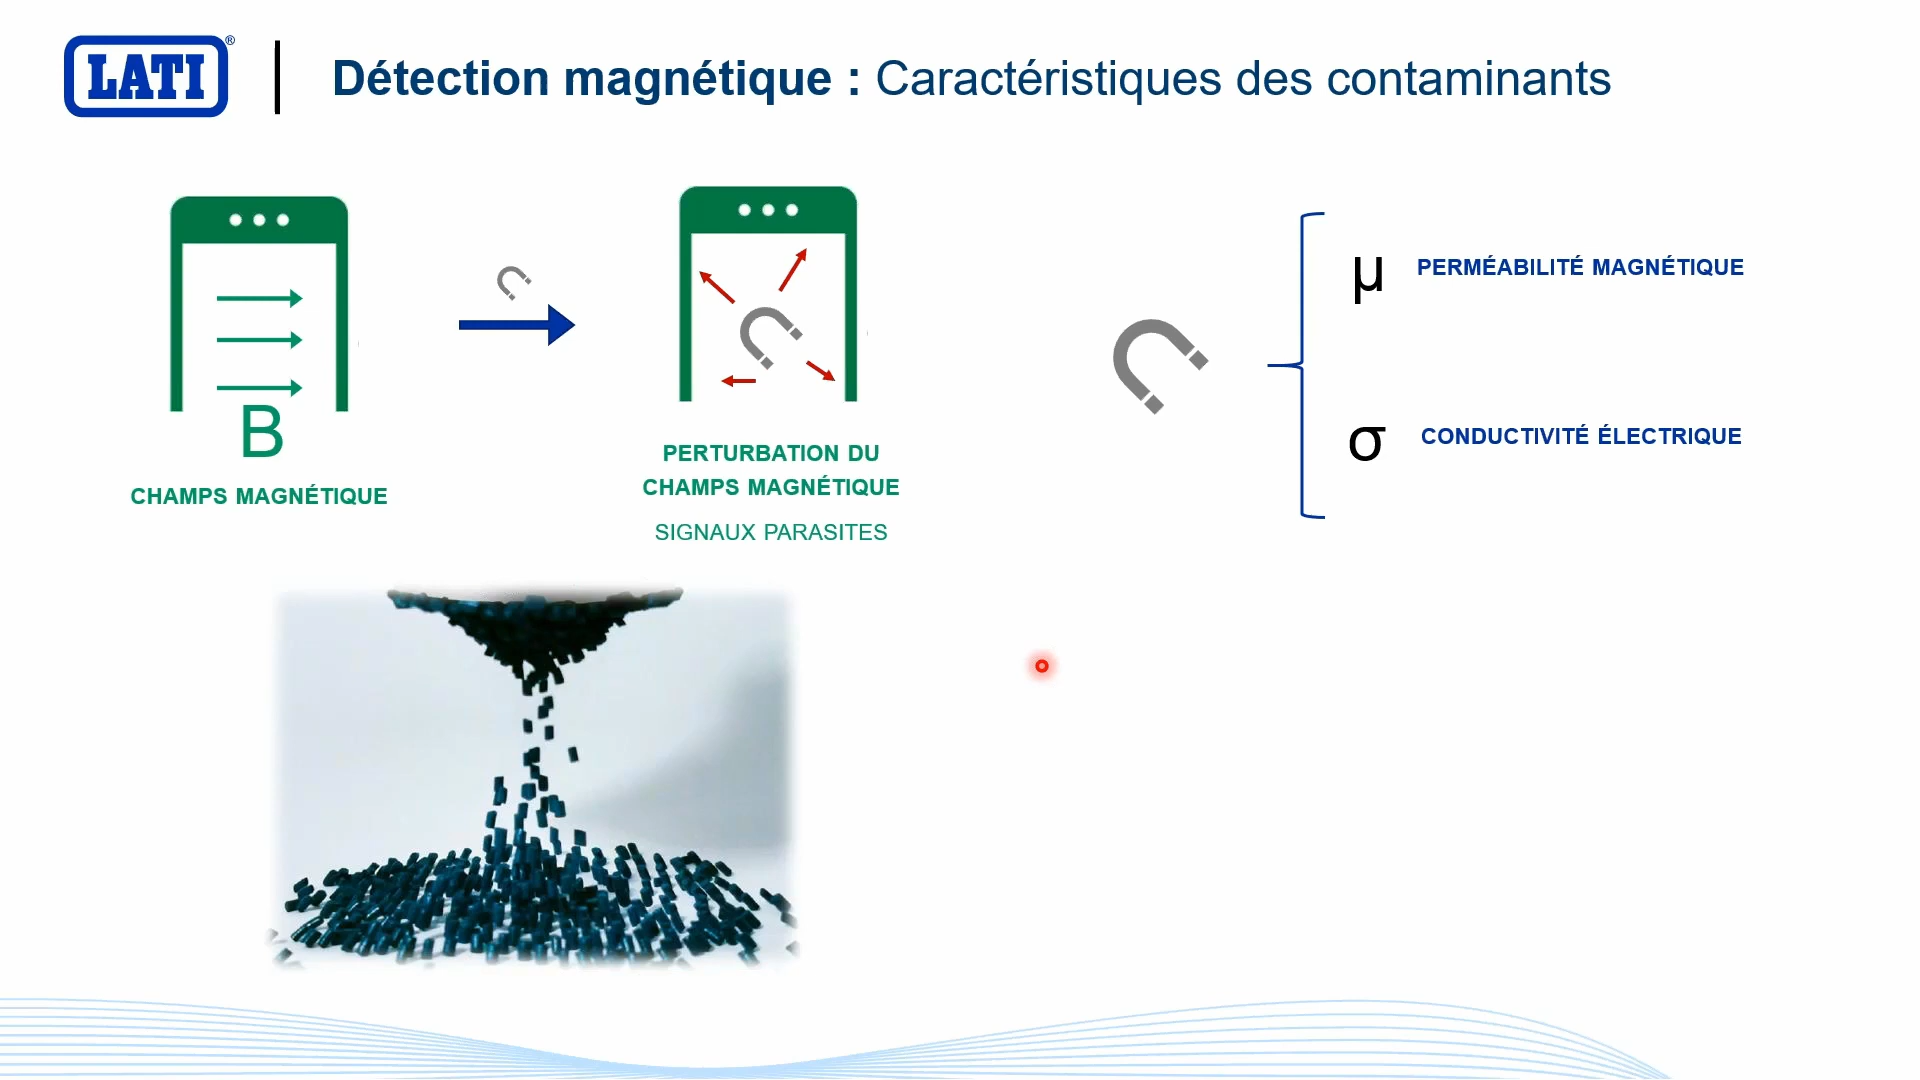 LATI®
Détection magnétique : Caractéristiques des contaminants
B
CHAMPS MAGNÉTIQUE
PERTURBATION DU
CHAMPS MAGNÉTIQUE
SIGNAUX PARASITES
μ PERMÉABILITÉ MAGNÉTIQUE
σ CONDUCTIVITÉ ÉLECTRIQUE